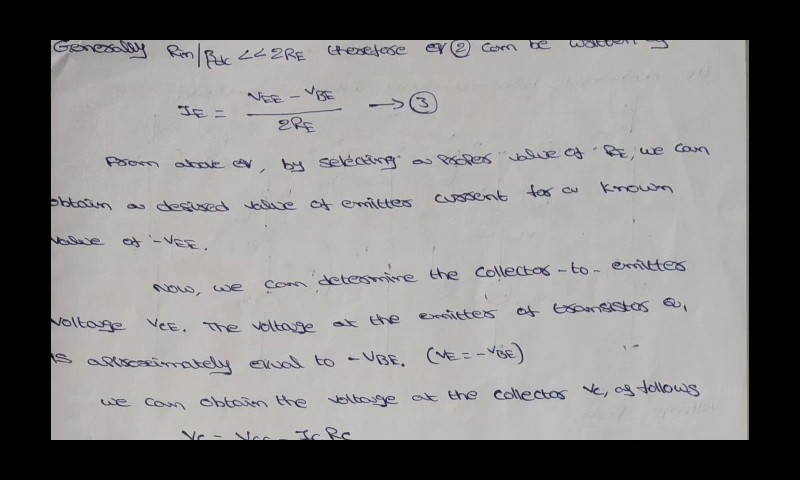 Generally Rin/βdc << 2RE therefore eq ② can be written as
IE = VEE - VBE / 2RE → ③
From above eq, by selecting a proper value of RE, we can
obtain a desired value of emitter current for a known
value of -VEE.
Now, we can determine the collector-to-emitter
voltage VCE. The voltage at the emitter of transistor Q1
is approximately equal to -VBE. (VE = -VBE)
we can obtain the voltage at the collector Vc, as follows
Vc = Vcc - Ic Rc